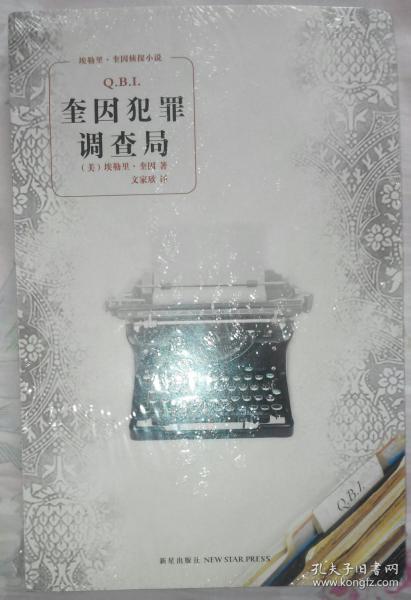 埃勒里·奎因侦探小说
Q.B.I.
奎因犯罪
调查局
（美）埃勒里·奎因 著
文家欣 译
Q.B.I.
新星出版社 NEW STAR PRESS
孔夫子旧书网
www.kongfz.com